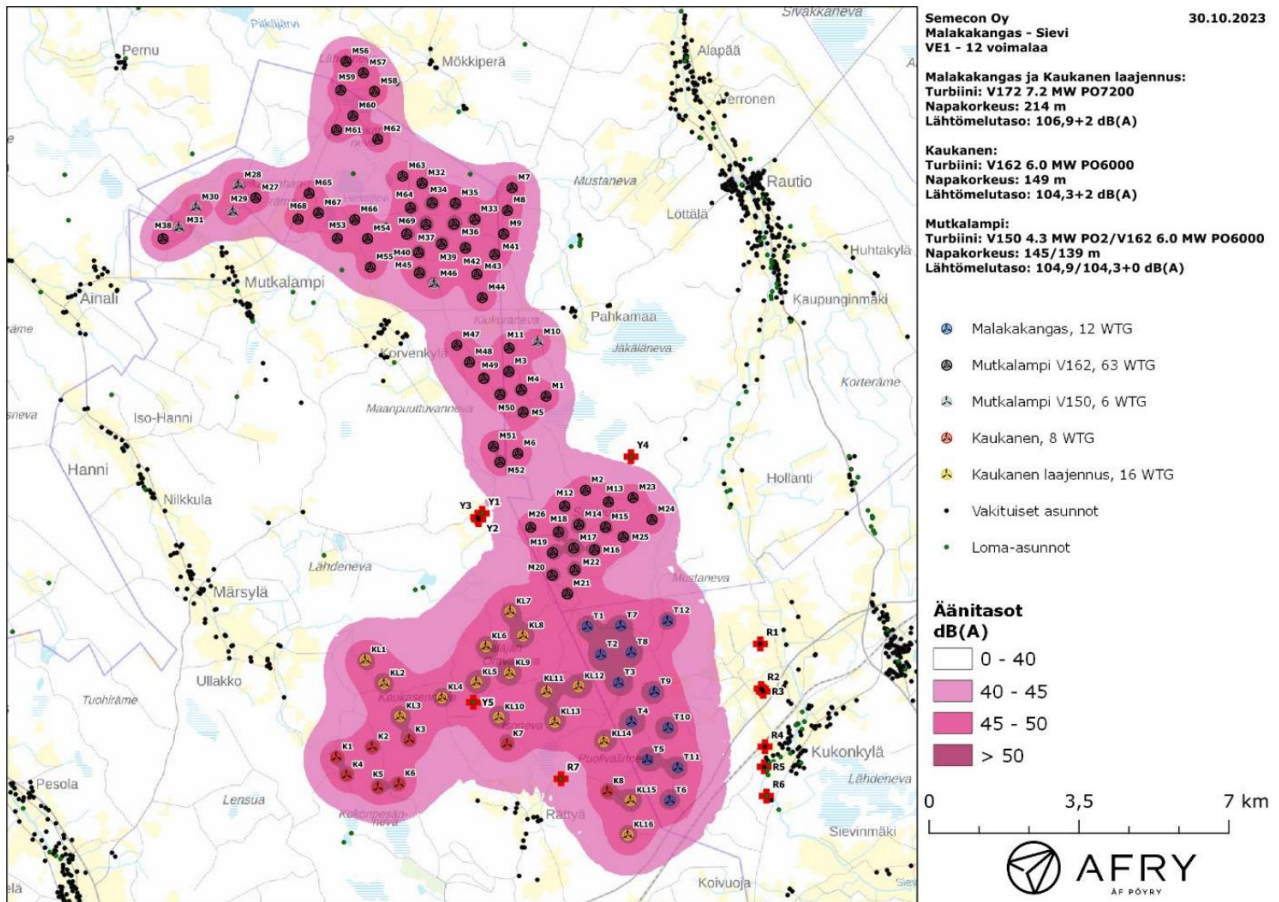 Semecon Oy 30.10.2023
Malakakangas - Sievi
VE1 - 12 voimalaa
Malakakangas ja Kaukanen laajennus:
Turbiini: V172 7.2 MW PO7200
Napakorkeus: 214 m
Lähtömelutaso: 106,9+2 dB(A)
Kaukanen:
Turbiini: V162 6.0 MW PO6000
Napakorkeus: 149 m
Lähtömelutaso: 104,3+2 dB(A)
Mutkalampi:
Turbiini: V150 4.3 MW PO2/V162 6.0 MW PO6000
Napakorkeus: 145/139 m
Lähtömelutaso: 104,9/104,3+0 dB(A)
Malakakangas, 12 WTG
Mutkalampi V162, 63 WTG
Mutkalampi V150, 6 WTG
Kaukanen, 8 WTG
Kaukanen laajennus, 16 WTG
Vakituiset asunnot
Loma-asunnot
Äänitasot
dB(A)
0 - 40
40 - 45
45 - 50
> 50
0 3,5 7 km
AFRY
ÅF PÖYRY
Pitkäjärvi
Sivakkaneva
Pernu
Mökkiperä
Alapää
Rautio
Mustaneva
Löttälä
Huhtakylä
Ainali
Mutkalampi
Kaupunginmäki
Pahkamaa
Kiukuraneva
Jäkäläneva
Korvenkylä
Korteräme
Maanpuuttuvanneva
Iso-Hanni
Hanni
Hollanti
Nilkkula
Lähdeneva
Märsylä
Mustaneva
Ullakko
Tuohiräme
Kukonkylä
Lähdeneva
Pesola
Lensua
Rättyä
Sievinmäki
Koivuoja
M56
M57
M59
M58
M60
M61
M62
M63
M32
M7
M28
M27
M65
M64
M34
M35
M8
M30
M29
M67
M66
M33
M9
M31
M68
M69
M36
M38
M53
M54
M37
M40
M39
M41
M55
M45
M42
M46
M43
M44
M47
M11
M10
M48
M49
M3
M4
M1
M50
M5
M51
M6
M52
Y4
M2
M23
M12
M13
Y3
Y1
Y2
M26
M18
M14
M15
M24
M19
M17
M25
M20
M16
M22
M21
KL7
T1
T7
T12
KL6
KL8
R1
KL1
T2
T8
KL2
KL5
KL9
T3
R2
R3
KL4
KL11
KL12
T9
Y5
KL3
KL10
KL13
T4
T10
K1
K2
K3
K7
KL14
R4
K4
K5
K6
T5
T11
R5
R7
K8
KL15
T6
R6
KL16